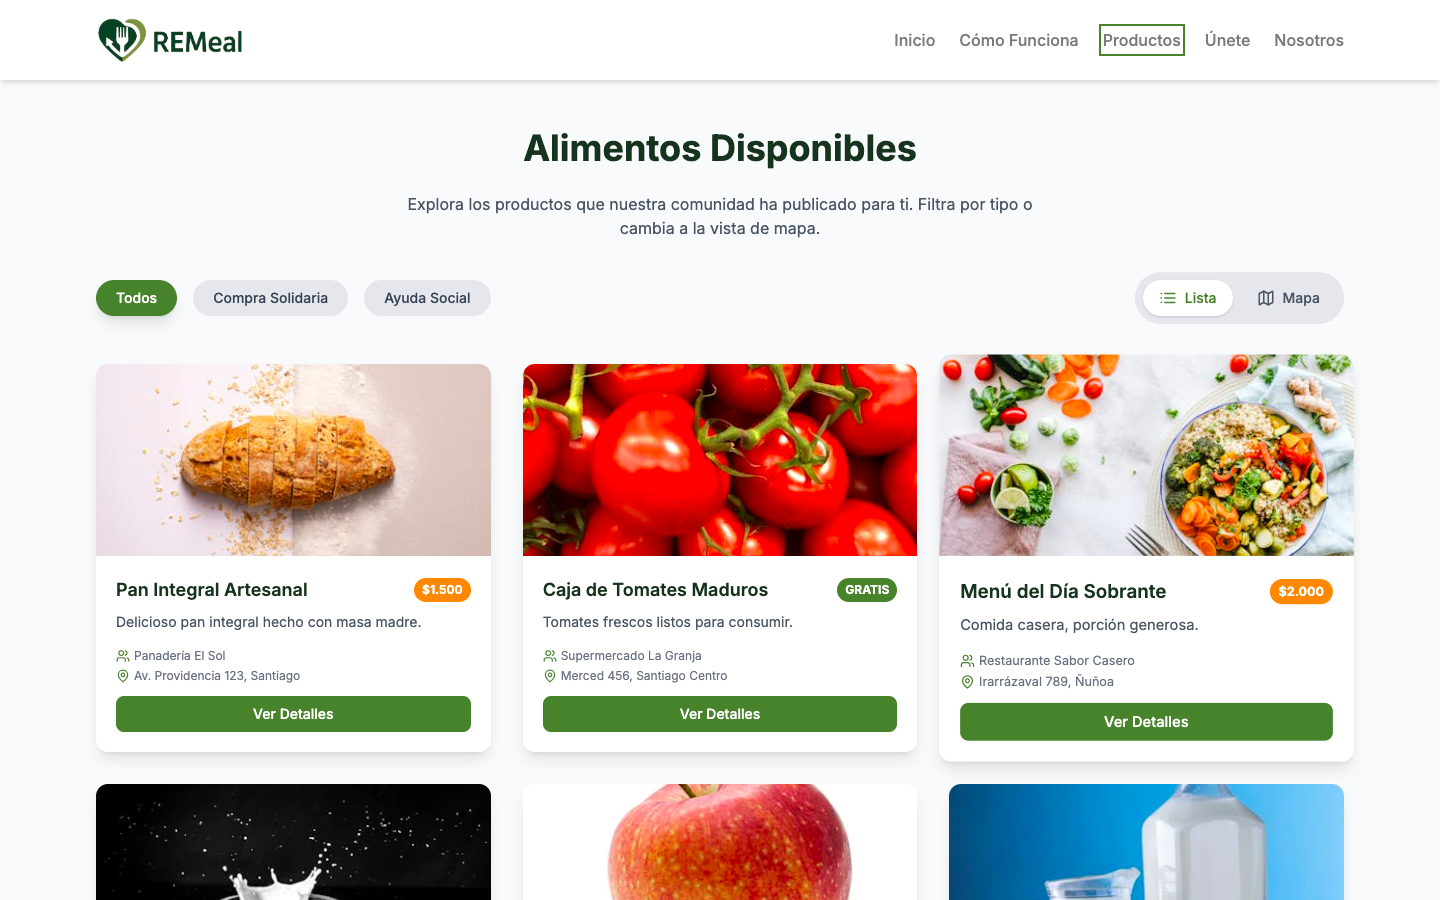 REMeal
Inicio
Cómo Funciona
Productos
Únete
Nosotros
Alimentos Disponibles
Explora los productos que nuestra comunidad ha publicado para ti. Filtra por tipo o
cambia a la vista de mapa.
Todos
Compra Solidaria
Ayuda Social
Lista
Mapa
Pan Integral Artesanal
$1.500
Delicioso pan integral hecho con masa madre.
Panadería El Sol
Av. Providencia 123, Santiago
Ver Detalles
Caja de Tomates Maduros
GRATIS
Tomates frescos listos para consumir.
Supermercado La Granja
Merced 456, Santiago Centro
Ver Detalles
Menú del Día Sobrante
$2.000
Comida casera, porción generosa.
Restaurante Sabor Casero
Irarrázaval 789, Ñuñoa
Ver Detalles